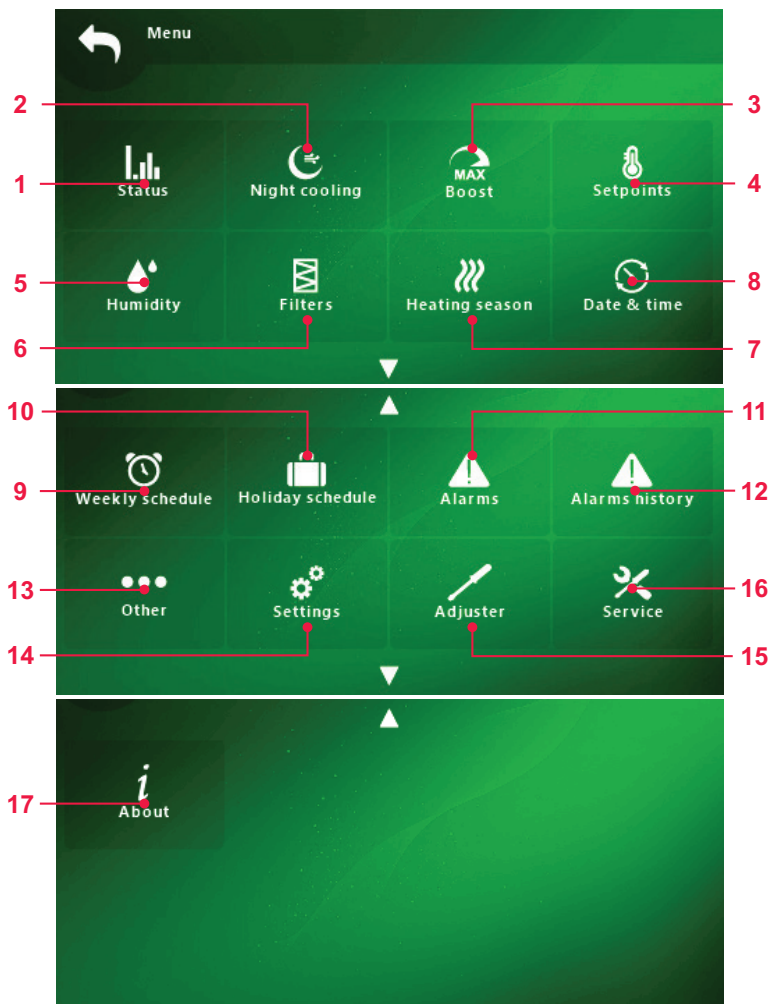 Menu
2
3
1
MAX
4
Status
Night cooling
Boost
Setpoints
5
8
Humidity
Filters
Heating season
Date & time
6
7
10
11
9
12
Weekly schedule
Holiday schedule
Alarms
Alarms history
13
16
Other
Settings
Adjuster
Service
14
15
17
i
About